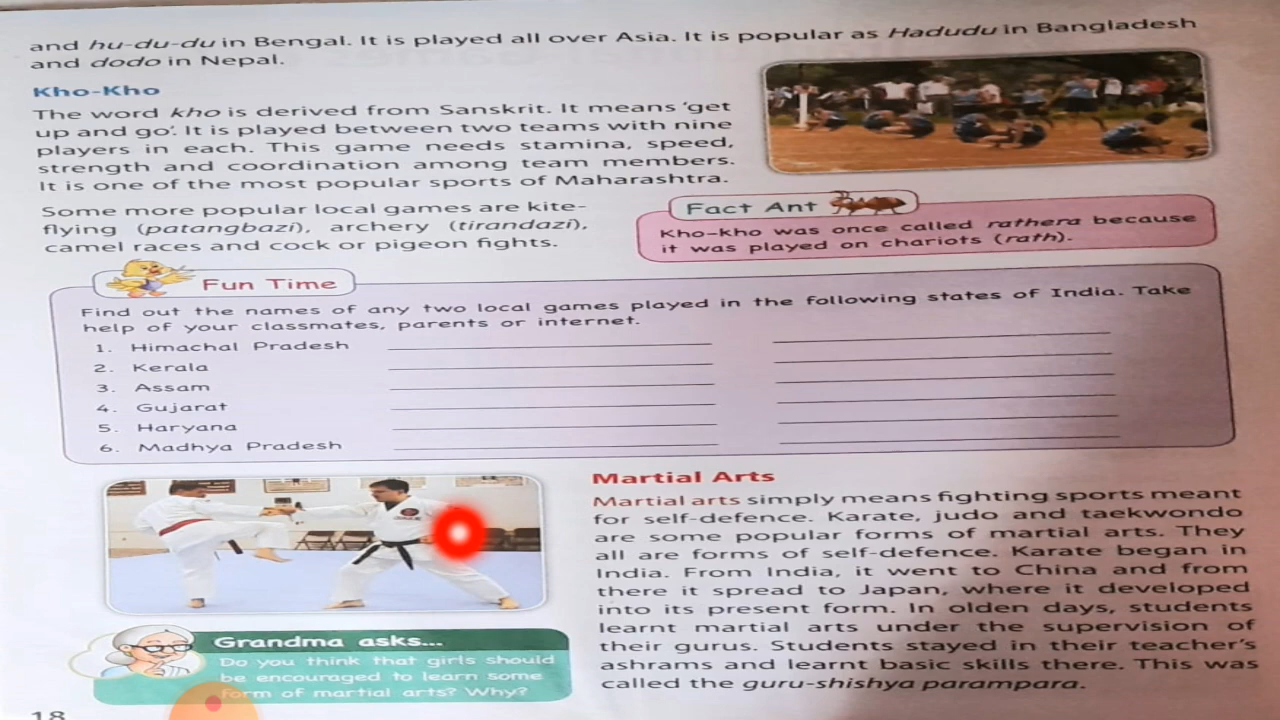 and hu-du-du in Bengal. It is played all over Asia. It is popular as Hadudu in Bangladesh
and dodo in Nepal.
Kho-Kho
The word kho is derived from Sanskrit. It means 'get
up and go'. It is played between two teams with nine
players in each. This game needs stamina, speed,
strength and coordination among team members.
It is one of the most popular sports of Maharashtra.
Some more popular local games are kite-
flying (patangbazi), archery (tirandazi),
camel races and cock or pigeon fights.
Fact Ant
Kho-kho was once called rathera because
it was played on chariots (rath).
Fun Time
Find out the names of any two local games played in the following states of India. Take
help of your classmates, parents or internet.
1. Himachal Pradesh
2. Kerala
3. Assam
4. Gujarat
5. Haryana
6. Madhya Pradesh
Martial Arts
Martial arts simply means fighting sports meant
for self-defence. Karate, judo and taekwondo
are some popular forms of martial arts. They
all are forms of self-defence. Karate began in
India. From India, it went to China and from
there it spread to Japan, where it developed
into its present form. In olden days, students
learnt martial arts under the supervision of
their gurus. Students stayed in their teacher's
ashrams and learnt basic skills there. This was
called the guru-shishya parampara.
Grandma asks...
Do you think that girls should
be encouraged to learn some
form of martial arts? Why?
18